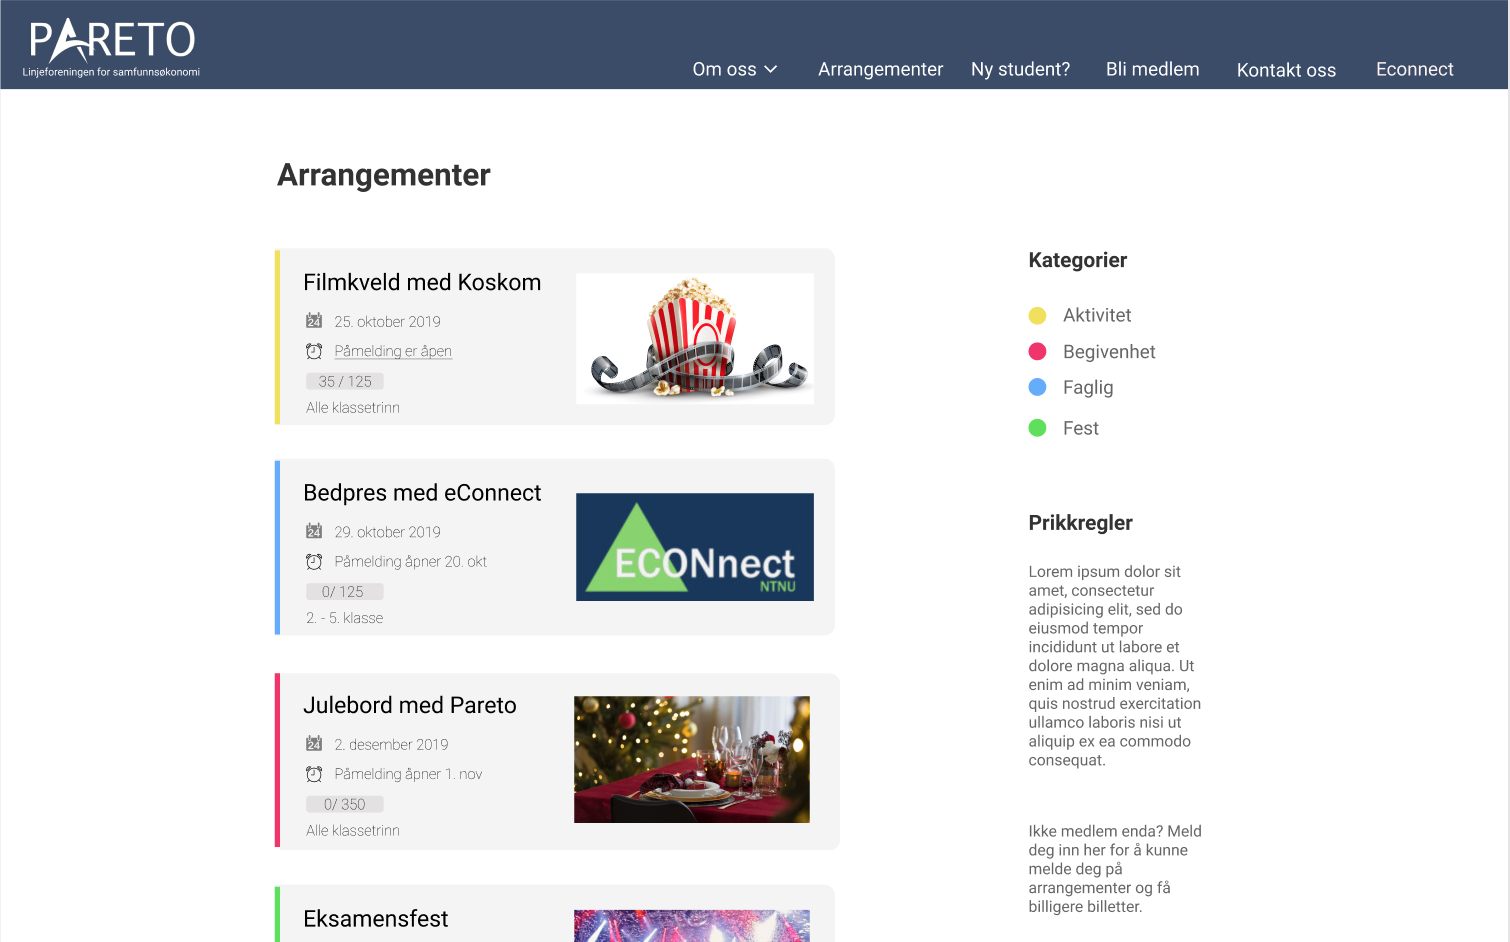 PARETO
Linjeforeningen for samfunnsøkonomi
Om oss
Arrangementer
Ny student?
Bli medlem
Kontakt oss
Econnect
Arrangementer
Filmkveld med Koskom
24 25. oktober 2019
Påmelding er åpen
35 / 125
Alle klassetrinn
Bedpres med eConnect
24 29. oktober 2019
Påmelding åpner 20. okt
0/ 125
2. - 5. klasse
ECONnect
NTNU
Julebord med Pareto
24 2. desember 2019
Påmelding åpner 1. nov
0/ 350
Alle klassetrinn
Eksamensfest
Kategorier
Aktivitet
Begivenhet
Faglig
Fest
Prikkregler
Lorem ipsum dolor sit
amet, consectetur
adipisicing elit, sed do
eiusmod tempor
incididunt ut labore et
dolore magna aliqua. Ut
enim ad minim veniam,
quis nostrud exercitation
ullamco laboris nisi ut
aliquip ex ea commodo
consequat.
Ikke medlem enda? Meld
deg inn her for å kunne
melde deg på
arrangementer og få
billigere billetter.